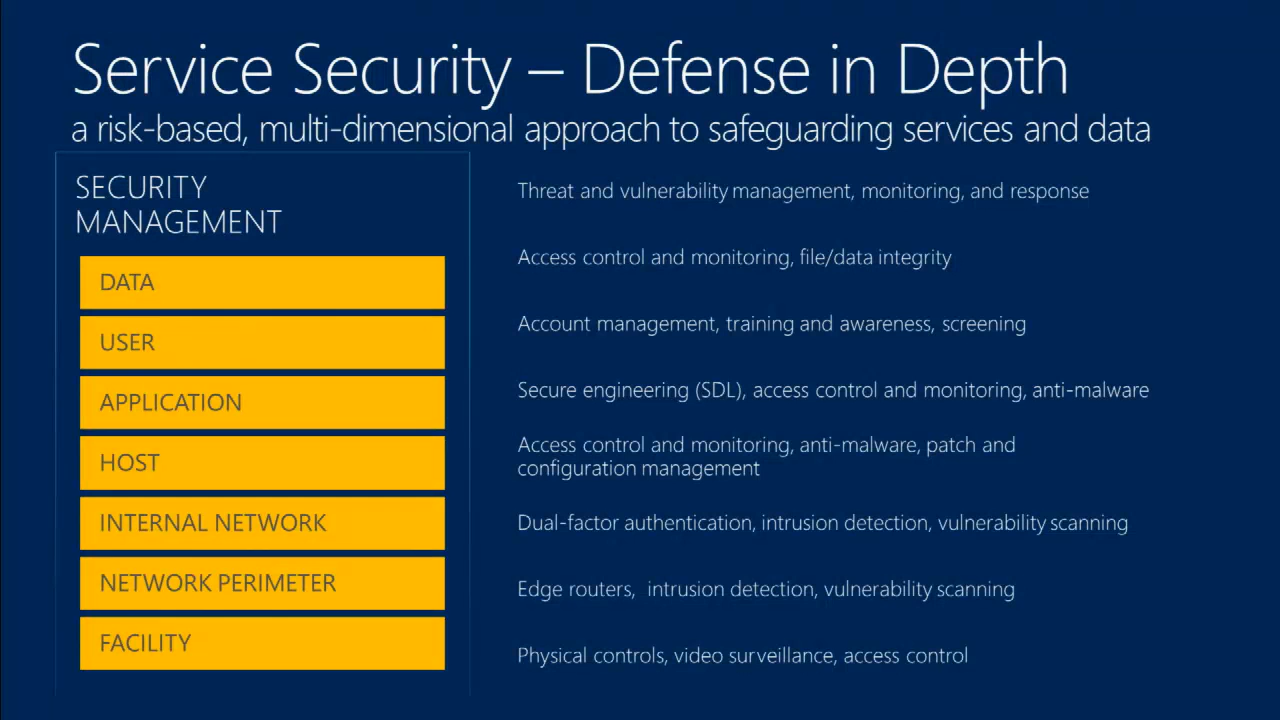 Service Security – Defense in Depth
a risk-based, multi-dimensional approach to safeguarding services and data
SECURITY
MANAGEMENT
Threat and vulnerability management, monitoring, and response
DATA
Access control and monitoring, file/data integrity
USER
Account management, training and awareness, screening
APPLICATION
Secure engineering (SDL), access control and monitoring, anti-malware
HOST
Access control and monitoring, anti-malware, patch and
configuration management
INTERNAL NETWORK
Dual-factor authentication, intrusion detection, vulnerability scanning
NETWORK PERIMETER
Edge routers,  intrusion detection, vulnerability scanning
FACILITY
Physical controls, video surveillance, access control